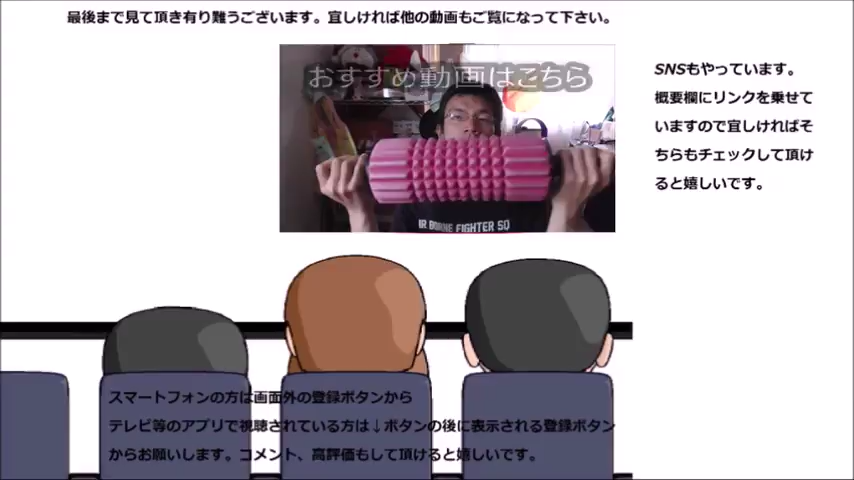 最後まで見て頂き有り難うございます。宜しければ他の動画もご覧になって下さい。
おすすめ動画はこちら
SNSもやっています。
概要欄にリンクを乗せて
いますので宜しければそ
ちらもチェックして頂け
ると嬉しいです。
IR BORNE FIGHTER SQ
スマートフォンの方は画面外の登録ボタンから
テレビ等のアプリで視聴されている方は↓ボタンの後に表示される登録ボタン
からお願いします。コメント、高評価もして頂けると嬉しいです。